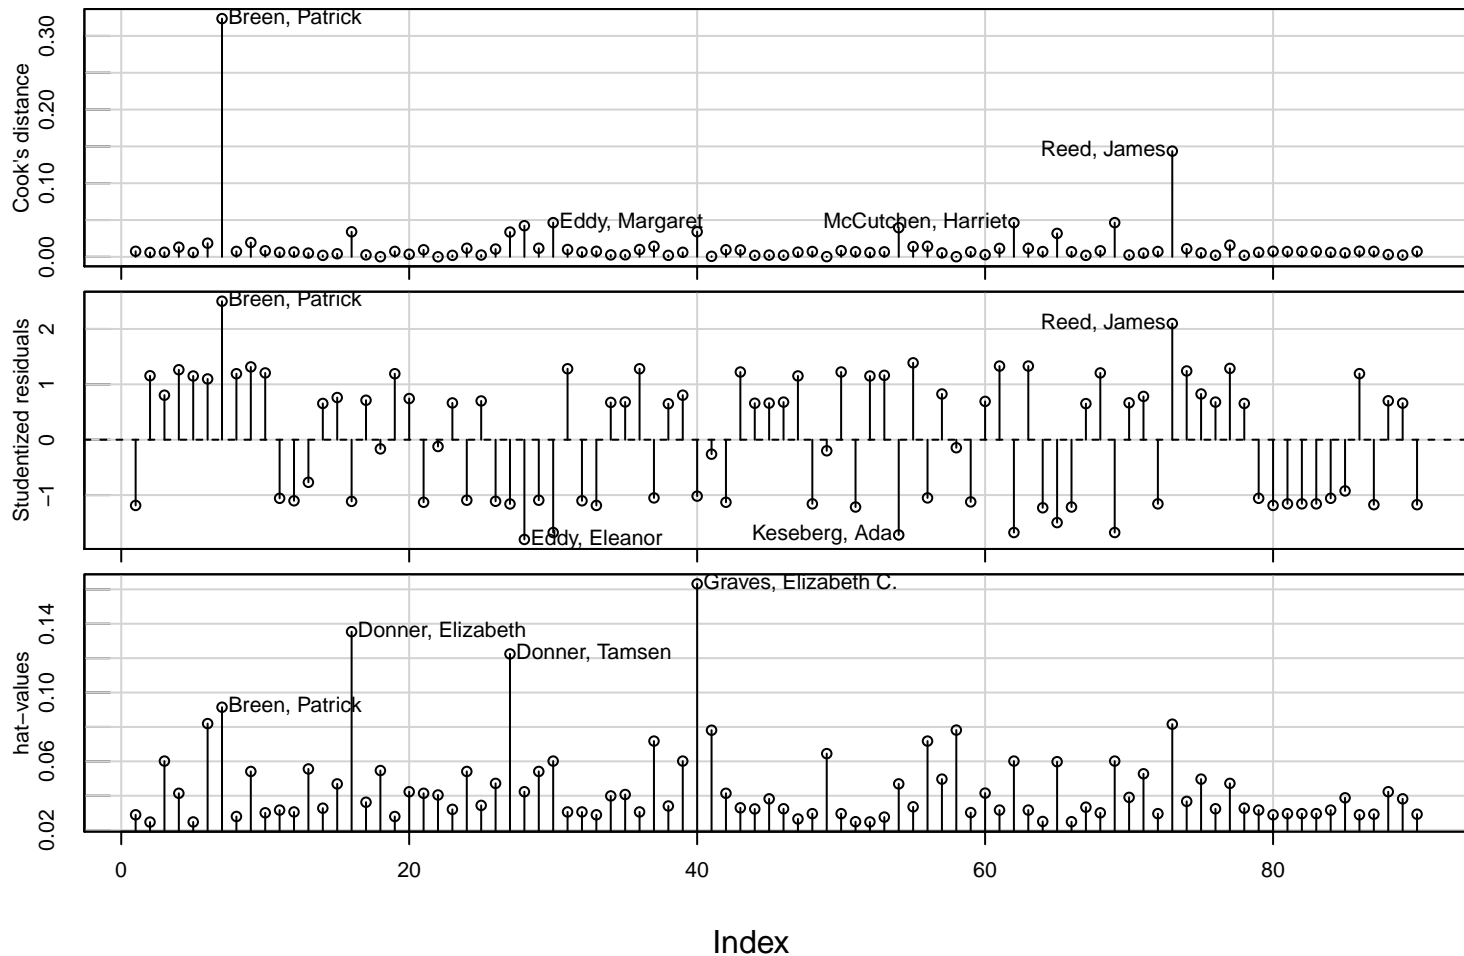 Cook's distance
0.30
0.20
0.10
0.00
Breen, Patrick
Reed, James
Eddy, Margaret
McCutchen, Harriet
Studentized residuals
2
1
0
−1
Breen, Patrick
Reed, James
Eddy, Eleanor
Keseberg, Ada
hat−values
0.14
0.10
0.06
0.02
Graves, Elizabeth C.
Donner, Elizabeth
Donner, Tamsen
Breen, Patrick
0 20 40 60 80
Index